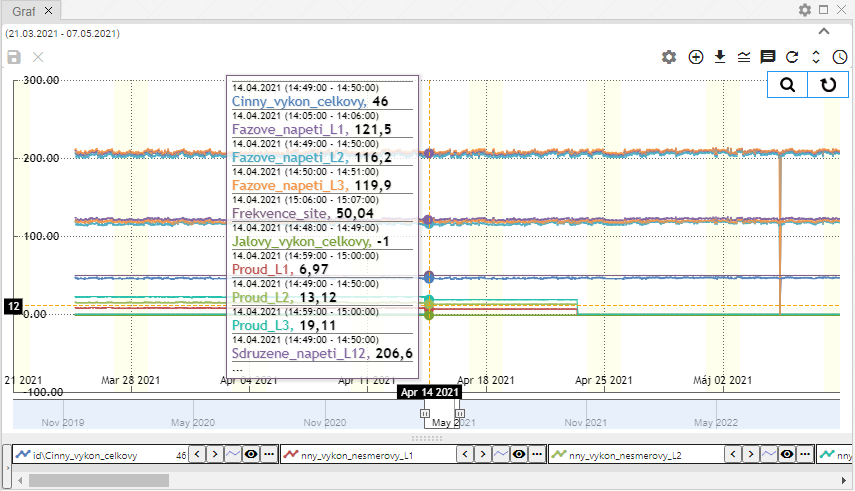 Graf
(21.03.2021 - 07.05.2021)
300.00
200.00
100.00
0.00
-100.00
12
14.04.2021 (14:49:00 - 14:50:00)
Cinny_vykon_celkovy, 46
14.04.2021 (14:05:00 - 14:06:00)
Fazove_napeti_L1, 121,5
14.04.2021 (14:49:00 - 14:50:00)
Fazove_napeti_L2, 116,2
14.04.2021 (14:50:00 - 14:51:00)
Fazove_napeti_L3, 119,9
14.04.2021 (15:06:00 - 15:07:00)
Frekvence_site, 50,04
14.04.2021 (14:48:00 - 14:49:00)
Jalovy_vykon_celkovy, -1
14.04.2021 (14:59:00 - 15:00:00)
Proud_L1, 6,97
14.04.2021 (14:49:00 - 14:50:00)
Proud_L2, 13,12
14.04.2021 (14:59:00 - 15:00:00)
Proud_L3, 19,11
14.04.2021 (14:49:00 - 14:50:00)
Sdruzene_napeti_L12, 206,6
...
21 2021 Mar 28 2021 Apr 04 2021 Apr 11 2021 Apr 18 2021 Apr 25 2021 Máj 02 2021
Apr 14 2021
Nov 2019 May 2020 Nov 2020 May 2021 Nov 2021 May 2022
id\Cinny_vykon_celkovy 46 nny_vykon_nesmerovy_L1 nny_vykon_nesmerovy_L2 nny